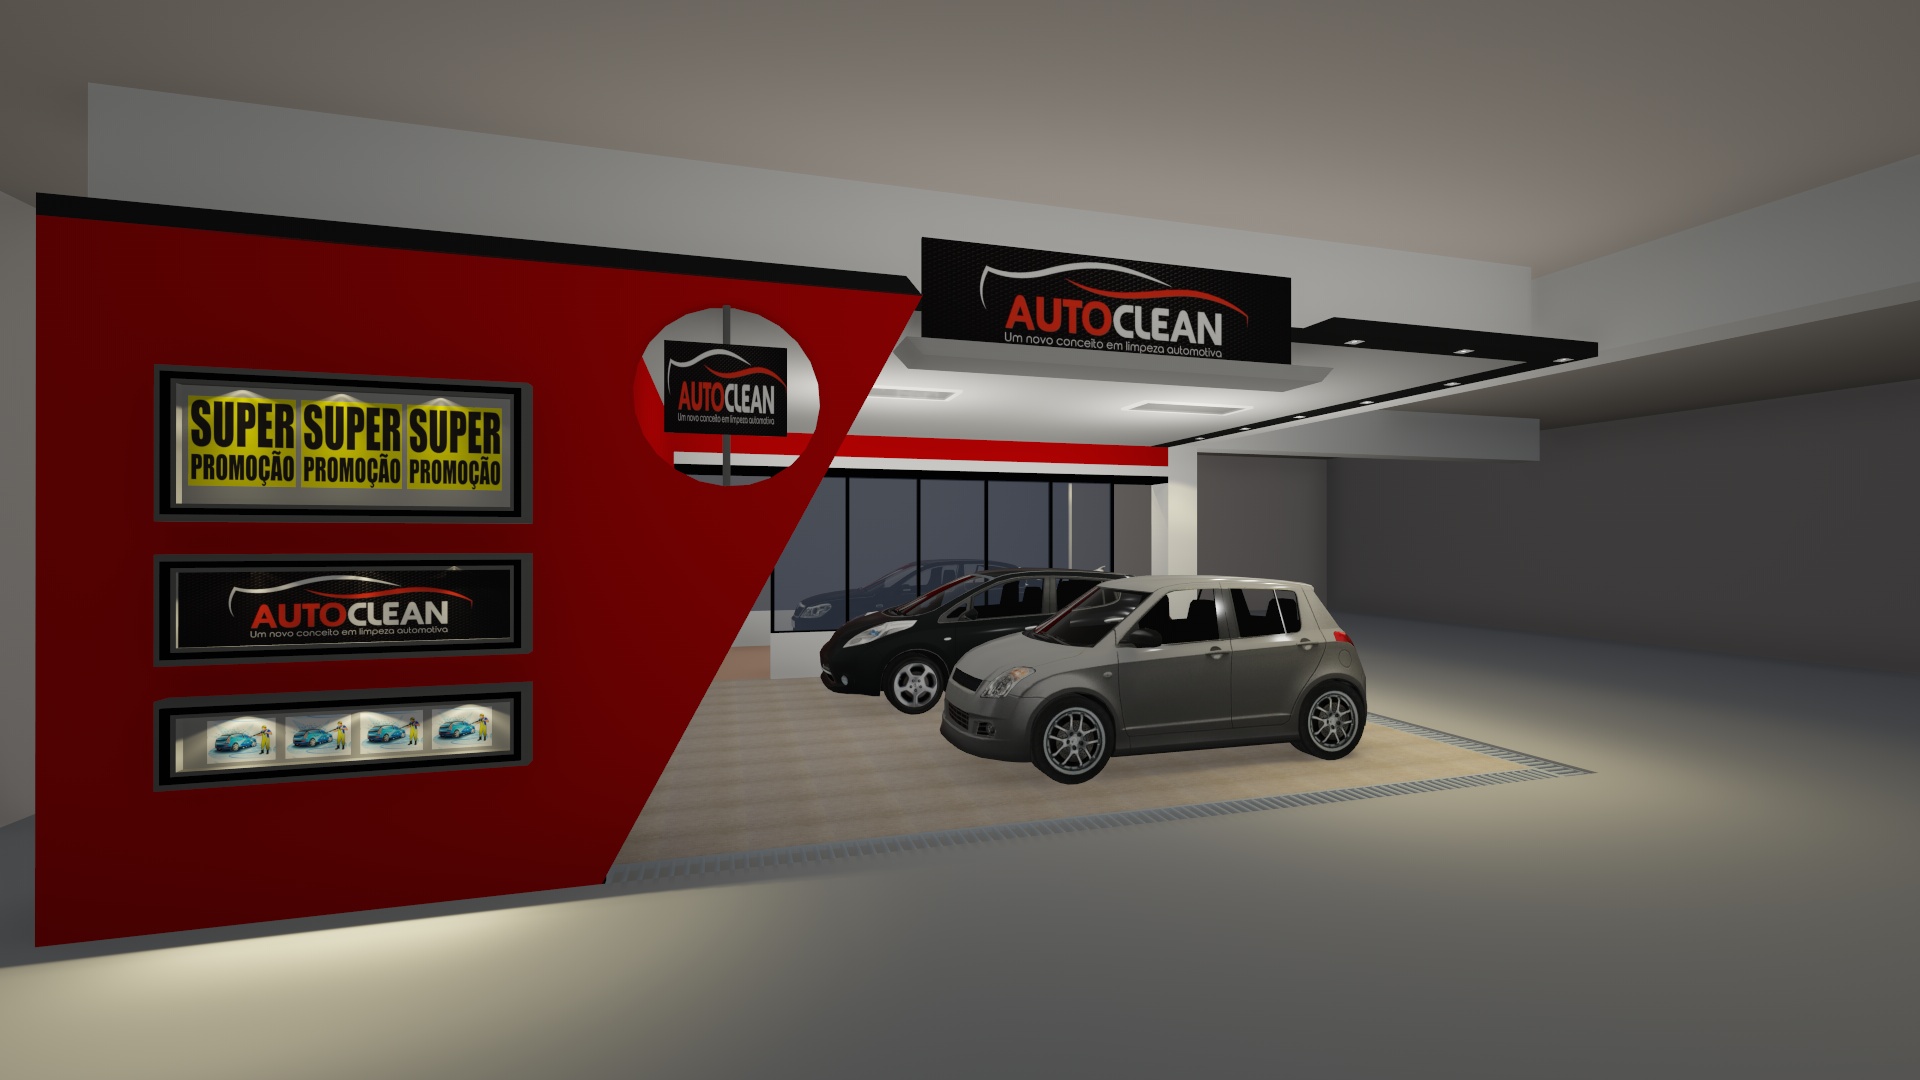 SUPER
PROMOÇÃO
SUPER
PROMOÇÃO
SUPER
PROMOÇÃO
AUTOCLEAN
Um novo conceito em limpeza automotiva
AUTOCLEAN
Um novo conceito em limpeza automotiva
AUTOCLEAN
Um novo conceito em limpeza automotiva